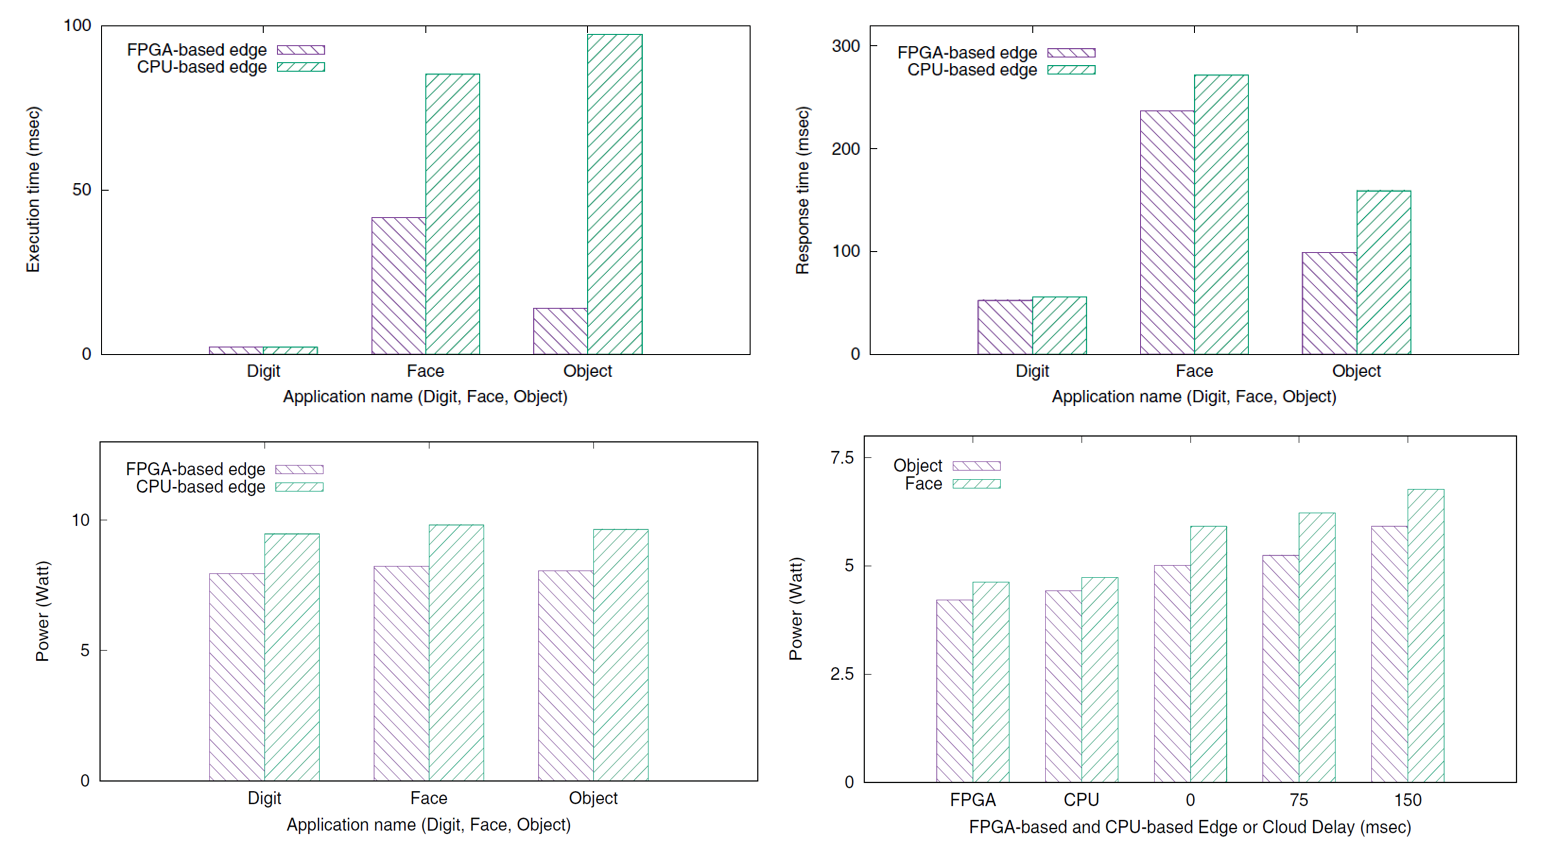 100
50
0
Execution time (msec)
FPGA-based edge
CPU-based edge
Digit Face Object
Application name (Digit, Face, Object)
300
200
100
0
Response time (msec)
FPGA-based edge
CPU-based edge
Digit Face Object
Application name (Digit, Face, Object)
10
5
0
Power (Watt)
FPGA-based edge
CPU-based edge
Digit Face Object
Application name (Digit, Face, Object)
7.5
5
2.5
0
Power (Watt)
Object
Face
FPGA CPU 0 75 150
FPGA-based and CPU-based Edge or Cloud Delay (msec)